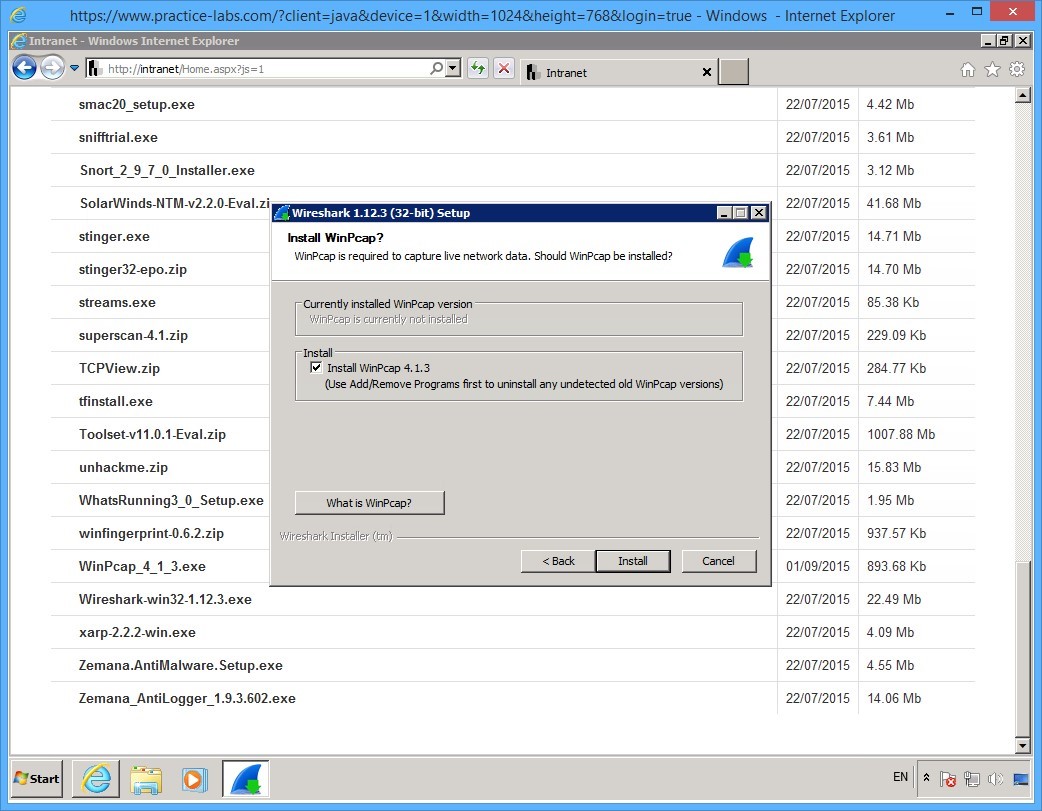 https://www.practice-labs.com/?client=java&device=1&width=1024&height=768&login=true - Windows - Internet Explorer
Intranet - Windows Internet Explorer
http://intranet/Home.aspx?js=1
Intranet
smac20_setup.exe 22/07/2015 4.42 Mb
snifftrial.exe 22/07/2015 3.61 Mb
Snort_2_9_7_0_Installer.exe 22/07/2015 3.12 Mb
SolarWinds-NTM-v2.2.0-Eval.zi 22/07/2015 41.68 Mb
stinger.exe 22/07/2015 14.71 Mb
stinger32-epo.zip 22/07/2015 14.70 Mb
streams.exe 22/07/2015 85.38 Kb
superscan-4.1.zip 22/07/2015 229.09 Kb
TCPView.zip 22/07/2015 284.77 Kb
tfinstall.exe 22/07/2015 7.44 Mb
Toolset-v11.0.1-Eval.zip 22/07/2015 1007.88 Mb
unhackme.zip 22/07/2015 15.83 Mb
WhatsRunning3_0_Setup.exe 22/07/2015 1.95 Mb
winfingerprint-0.6.2.zip 22/07/2015 937.57 Kb
WinPcap_4_1_3.exe 01/09/2015 893.68 Kb
Wireshark-win32-1.12.3.exe 22/07/2015 22.49 Mb
xarp-2.2.2-win.exe 22/07/2015 4.09 Mb
Zemana.AntiMalware.Setup.exe 22/07/2015 4.55 Mb
Zemana_AntiLogger_1.9.3.602.exe 22/07/2015 14.06 Mb
Wireshark 1.12.3 (32-bit) Setup
Install WinPcap?
WinPcap is required to capture live network data. Should WinPcap be installed?
Currently installed WinPcap version
WinPcap is currently not installed
Install
Install WinPcap 4.1.3
(Use Add/Remove Programs first to uninstall any undetected old WinPcap versions)
What is WinPcap?
Wireshark Installer (tm)
< Back Install Cancel
Start
EN